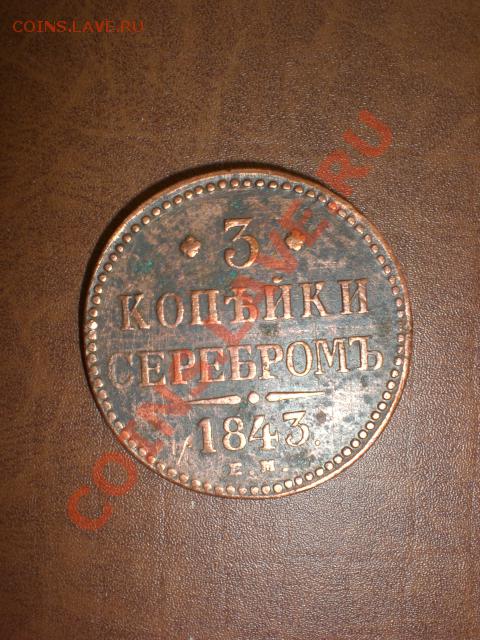 COINS.LAVE.RU
3
КОПѢЙКИ
СЕРЕБРОМЪ
1843.
Е.М.
COINS.LAVE.RU